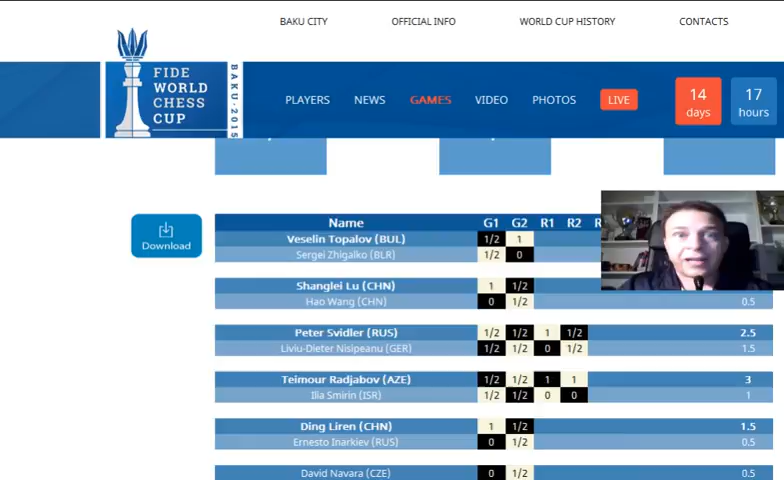 BAKU CITY OFFICIAL INFO WORLD CUP HISTORY CONTACTS
FIDE
WORLD
CHESS
CUP
BAKU·2015
PLAYERS NEWS GAMES VIDEO PHOTOS LIVE
14 days
17 hours
Download
Name G1 G2 R1 R2 R
Veselin Topalov (BUL) 1/2 1
Sergei Zhigalko (BLR) 1/2 0
Shanglei Lu (CHN) 1 1/2
Hao Wang (CHN) 0 1/2 0.5
Peter Svidler (RUS) 1/2 1/2 1 1/2 2.5
Liviu-Dieter Nisipeanu (GER) 1/2 1/2 0 1/2 1.5
Teimour Radjabov (AZE) 1/2 1/2 1 1 3
Ilia Smirin (ISR) 1/2 1/2 0 0 1
Ding Liren (CHN) 1 1/2 1.5
Ernesto Inarkiev (RUS) 0 1/2 0.5
David Navara (CZE) 0 1/2 0.5